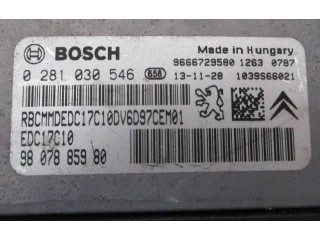 BOSCH
Made in Hungary
9666729580 1263 0787
0 281 030 546 658 13-11-28 1039S66021
RBCMMDEDC17C10DV6D97CEM01
EDC17C10
98 078 859 80